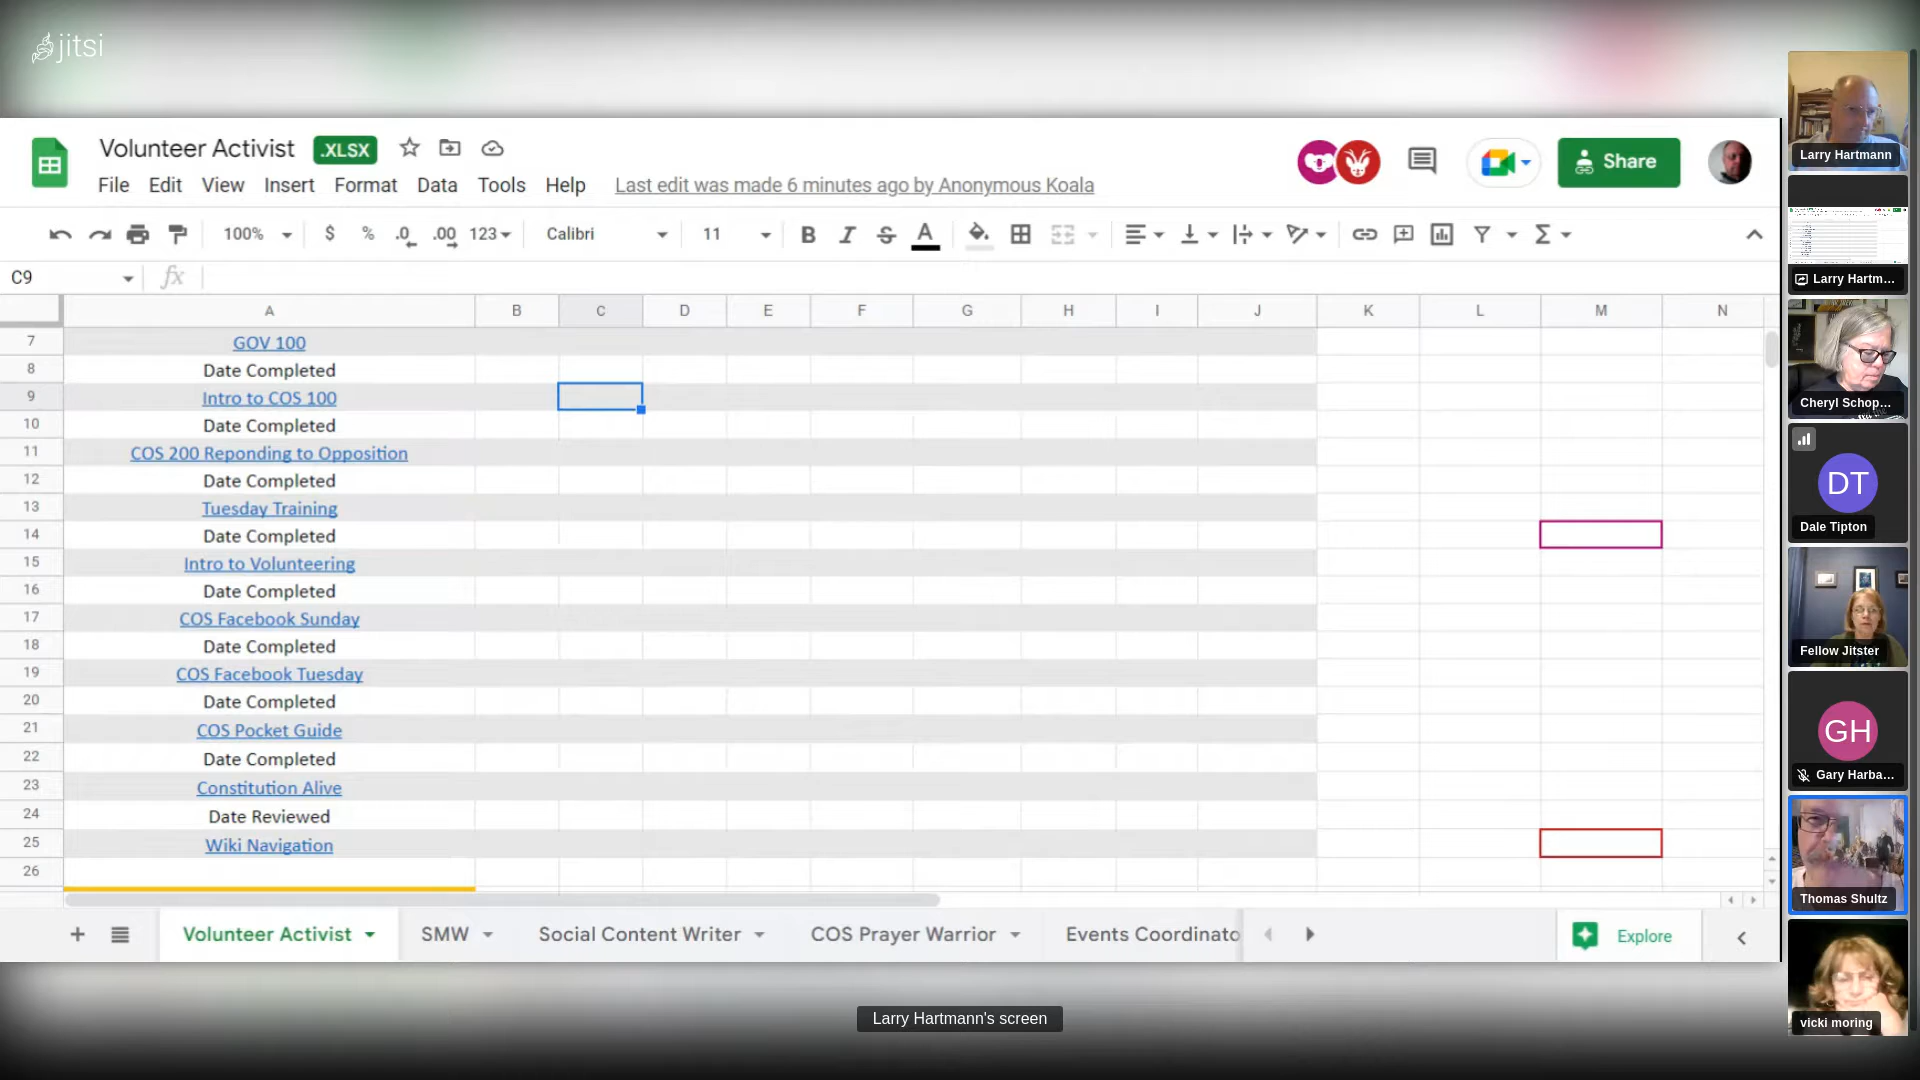 jitsi
Volunteer Activist .XLSX
File Edit View Insert Format Data Tools Help Last edit was made 6 minutes ago by Anonymous Koala
Share
100% $ % .0 .00 123 Calibri 11 B I S A
C9 fx
A B C D E F G H I J K L M N
7 GOV 100
8 Date Completed
9 Intro to COS 100
10 Date Completed
11 COS 200 Reponding to Opposition
12 Date Completed
13 Tuesday Training
14 Date Completed
15 Intro to Volunteering
16 Date Completed
17 COS Facebook Sunday
18 Date Completed
19 COS Facebook Tuesday
20 Date Completed
21 COS Pocket Guide
22 Date Completed
23 Constitution Alive
24 Date Reviewed
25 Wiki Navigation
26
Volunteer Activist SMW Social Content Writer COS Prayer Warrior Events Coordinato Explore
Larry Hartmann's screen
Larry Hartmann
Larry Hartm...
Cheryl Schop...
DT
Dale Tipton
Fellow Jitster
GH
Gary Harba...
Thomas Shultz
vicki moring